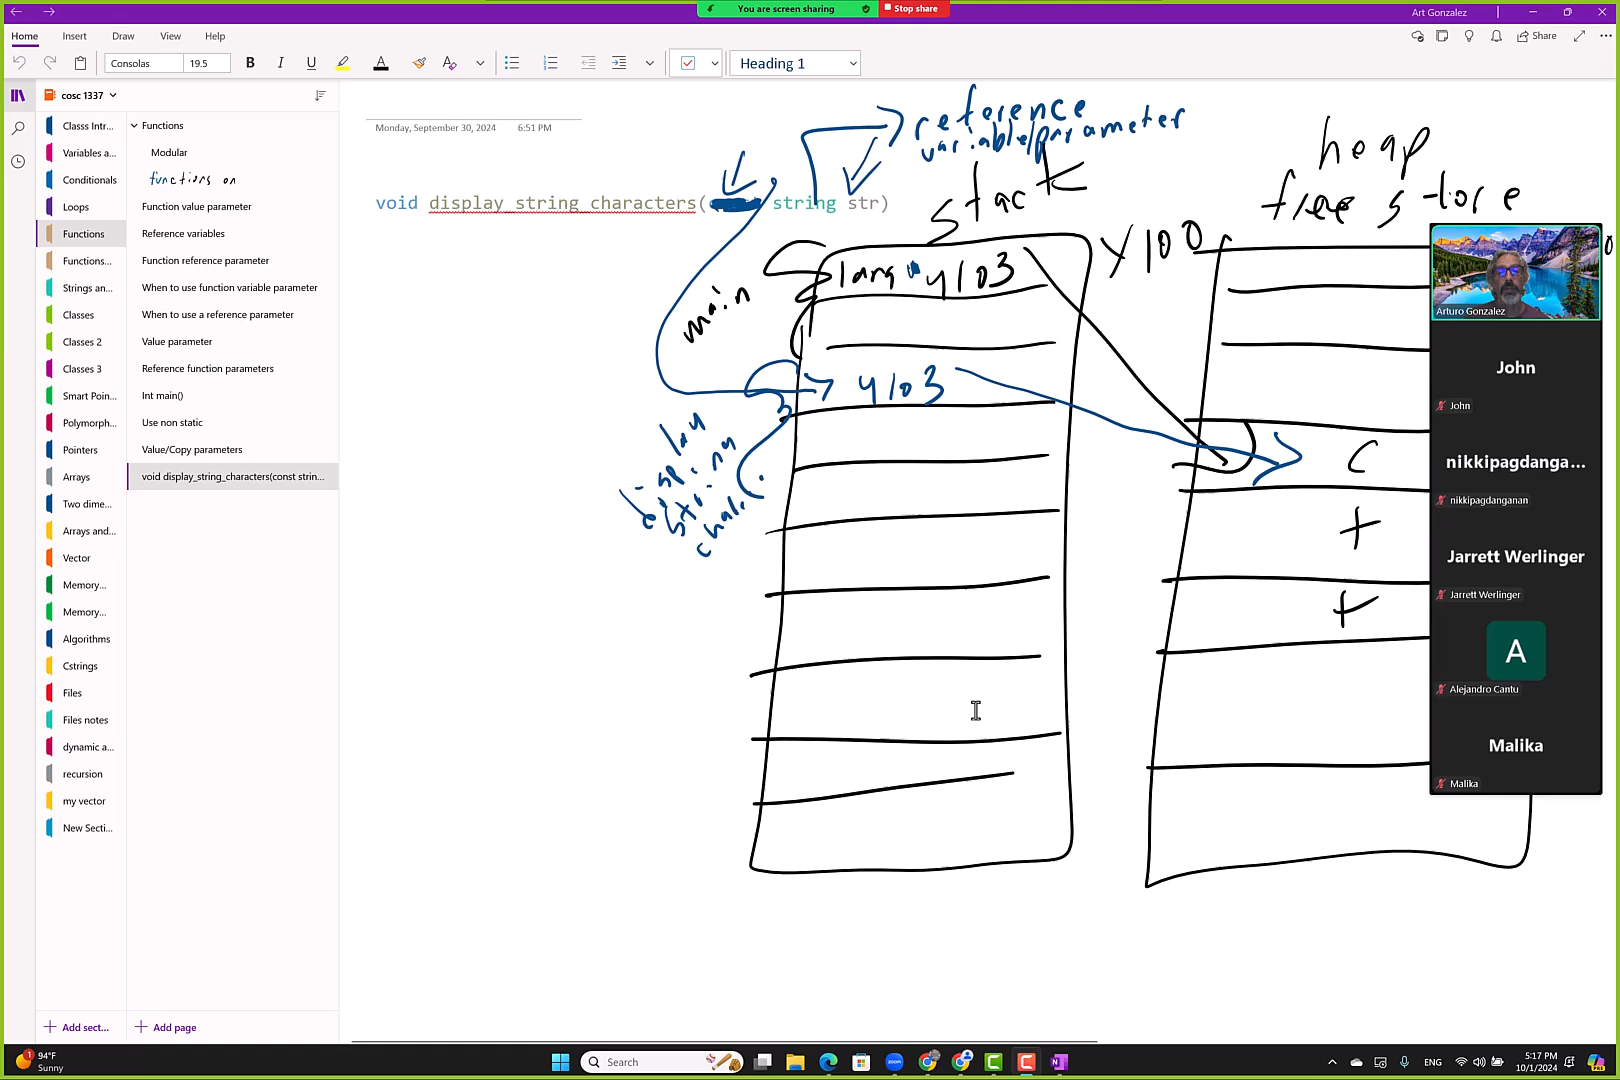 You are screen sharing
Stop share
Art Gonzalez
Home Insert Draw View Help
Share
Consolas 19.5 B I U A Heading 1
cosc 1337
Classs Intr...
Variables a...
Conditionals
Loops
Functions
Functions...
Strings an...
Classes
Classes 2
Classes 3
Smart Poin...
Polymorph...
Pointers
Arrays
Two dime...
Arrays and...
Vector
Memory...
Memory...
Algorithms
Cstrings
Files
Files notes
dynamic a...
recursion
my vector
New Secti...
Add sect...
Functions
Modular
functions on
Function value parameter
Reference variables
Function reference parameter
When to use function variable parameter
When to use a reference parameter
Value parameter
Reference function parameters
Int main()
Use non static
Value/Copy parameters
void display_string_characters(const strin...
Add page
Monday, September 30, 2024 6:51 PM
reference
variable/parameter
void display_string_characters( string str)
stack
heap
free store
Y100
main
lang y103
y103
C
+
+
Arturo Gonzalez
John
John
nikkipagdanga...
nikkipagdanganan
Jarrett Werlinger
Jarrett Werlinger
A
Alejandro Cantu
Malika
Malika
1
94°F
Sunny
Search
zoom
ENG
5:17 PM
10/1/2024